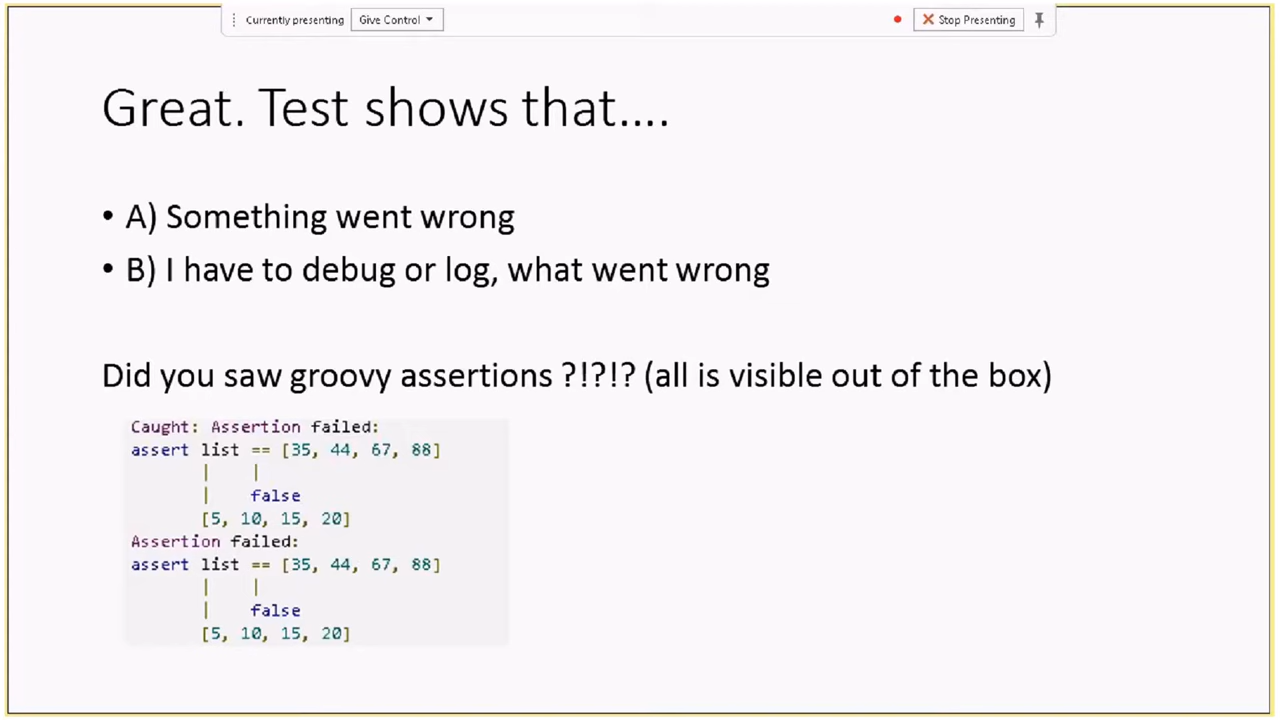 Currently presenting Give Control Stop Presenting
Great. Test shows that....
• A) Something went wrong
• B) I have to debug or log, what went wrong
Did you saw groovy assertions ?!?!? (all is visible out of the box)
Caught: Assertion failed:
assert list == [35, 44, 67, 88]
| |
| false
[5, 10, 15, 20]
Assertion failed:
assert list == [35, 44, 67, 88]
| |
| false
[5, 10, 15, 20]